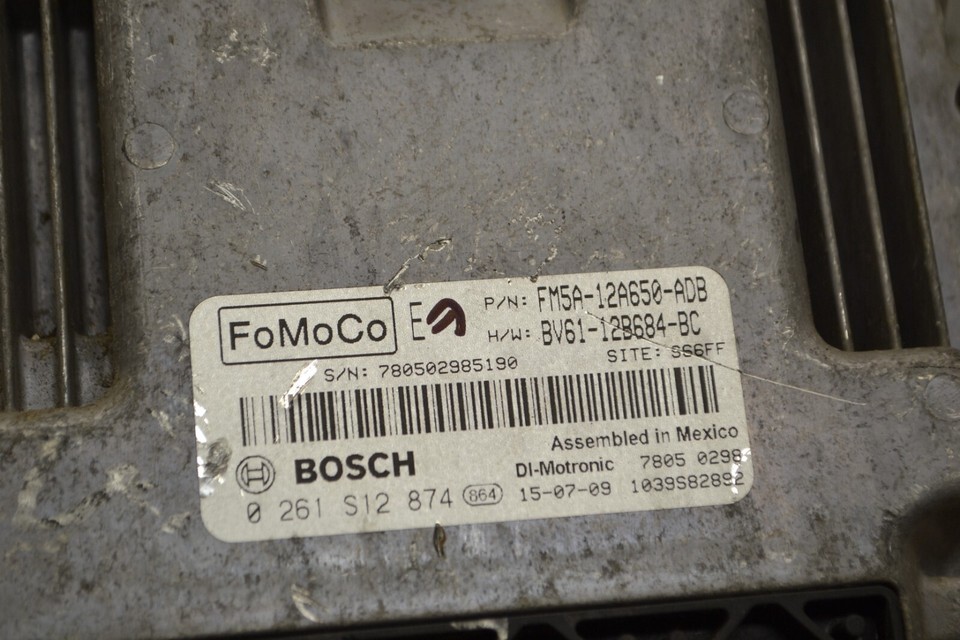 FoMoCo E P/N: FM5A-12A650-ADB
H/W: BV61-12B684-BC
S/N: 780502985190 SITE: SS6FF
Assembled in Mexico
BOSCH DI-Motronic 7805 0298
0 261 S12 874 864 15-07-09 1039S82892